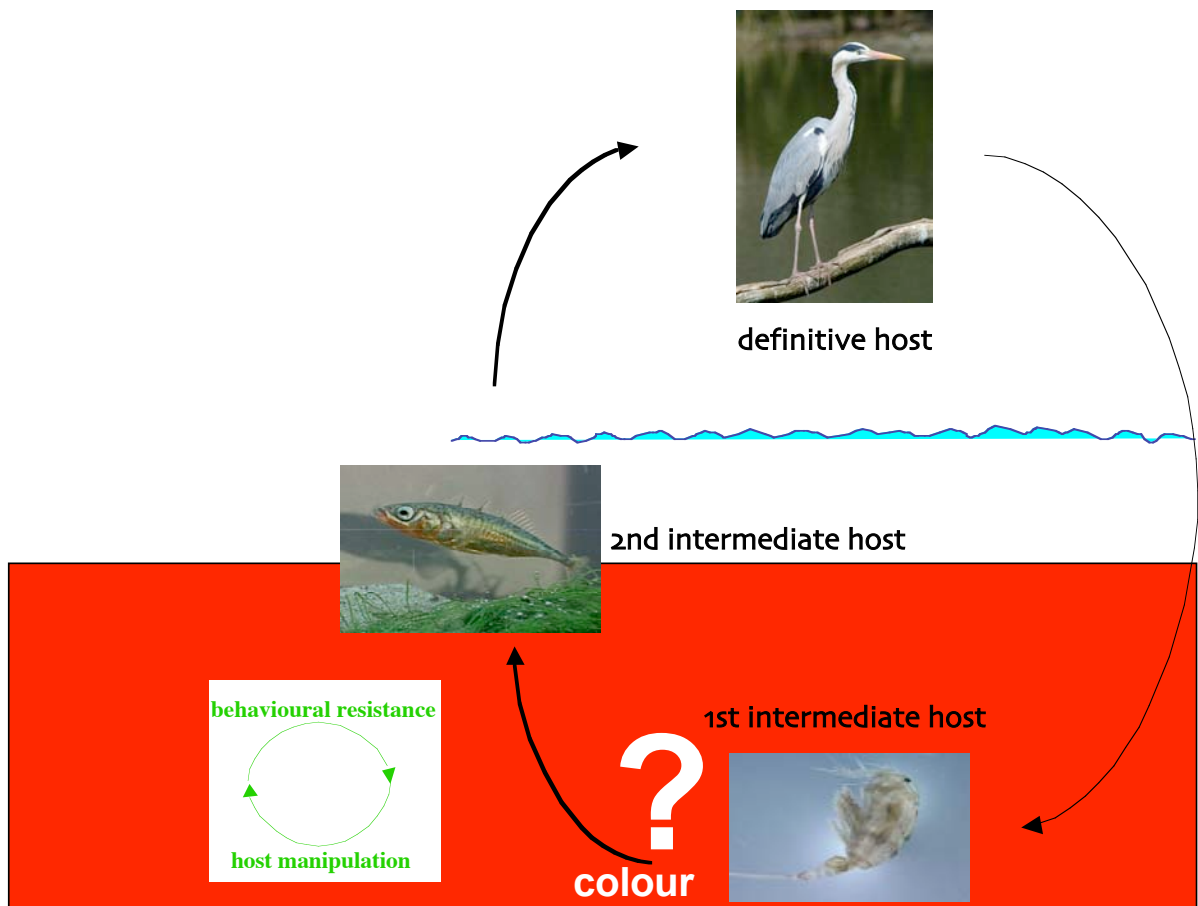 definitive host
2nd intermediate host
1st intermediate host
behavioural resistance
host manipulation
?
colour